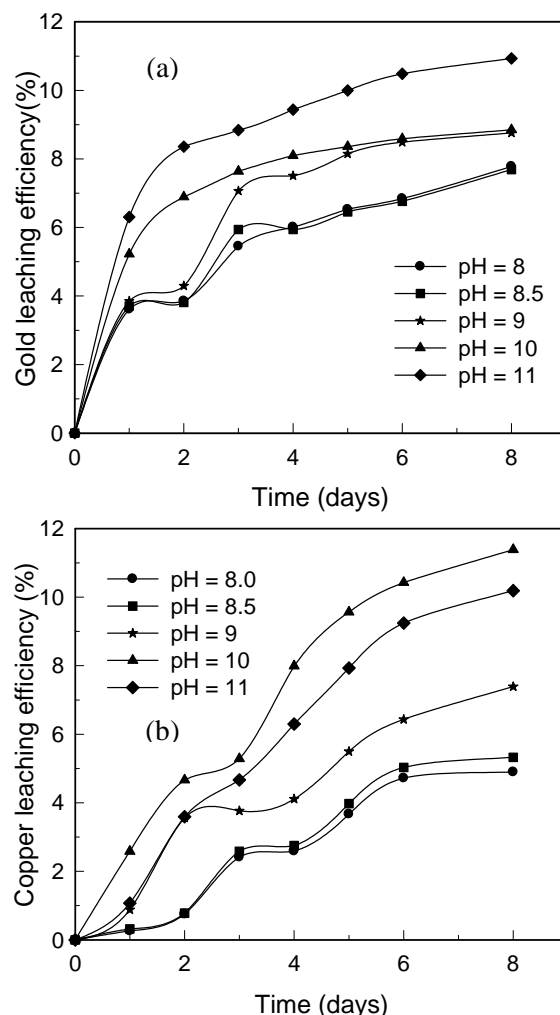 12
(a)
10
8
6
4
2
0
Gold leaching efficiency(%)
pH = 8
pH = 8.5
pH = 9
pH = 10
pH = 11
0 2 4 6 8
Time (days)
12
10
8
6
4
2
0
Copper leaching efficiency (%)
pH = 8.0
pH = 8.5
pH = 9
pH = 10
pH = 11
(b)
0 2 4 6 8
Time (days)